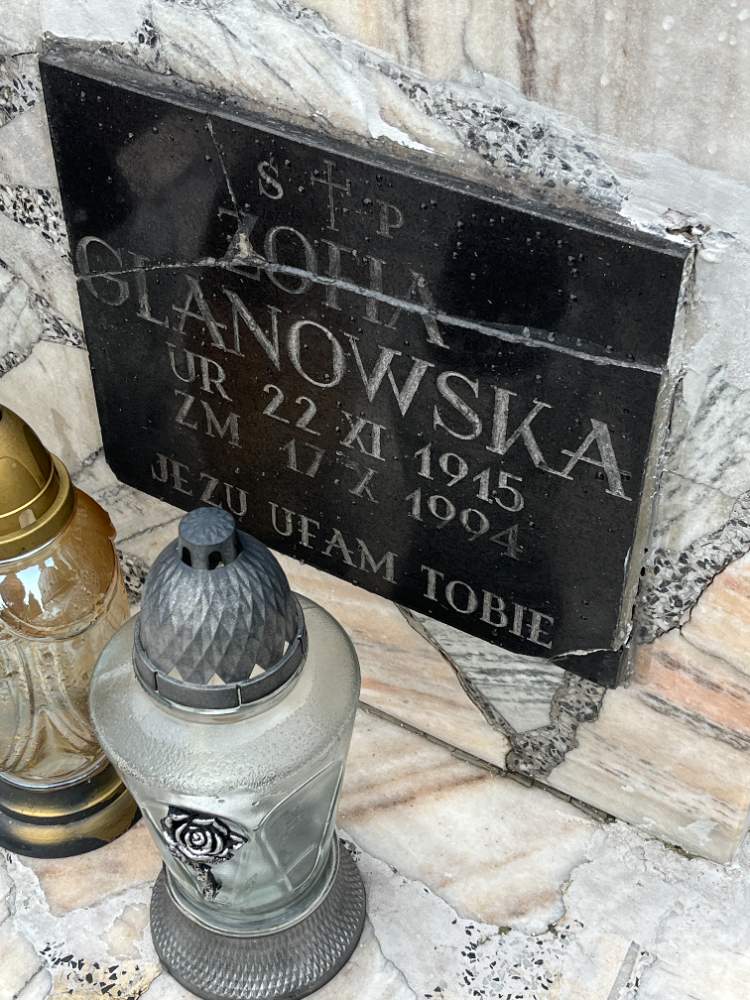 S P
ZOFIA
GLANOWSKA
UR 22 XI 1915
ZM 17 X 1994
JEZU UFAM TOBIE